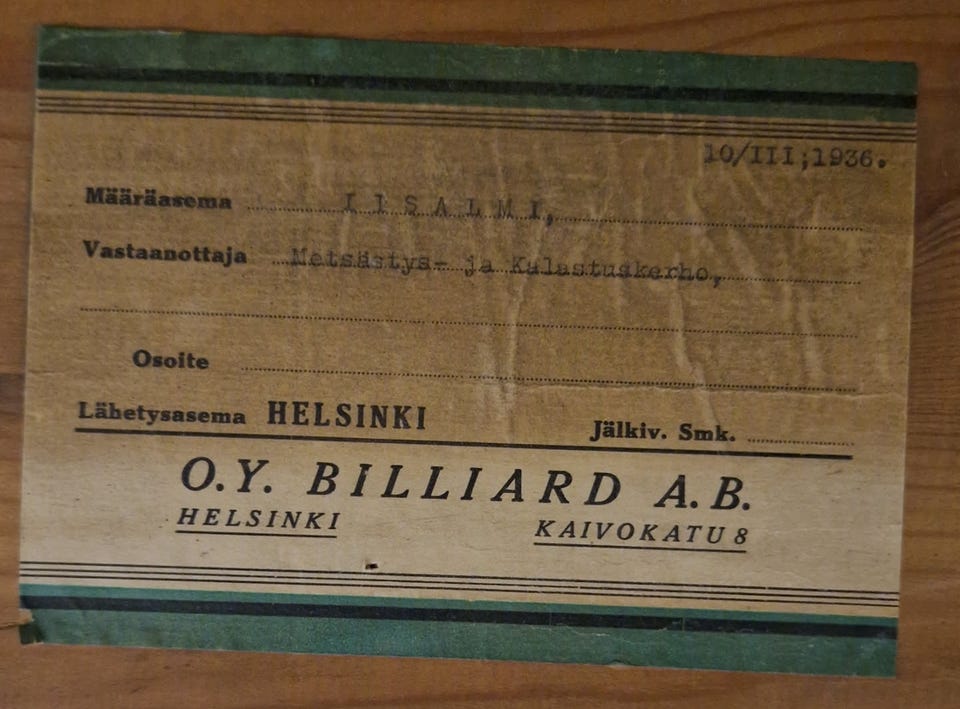 10/III;1936.
Määräasema IISALMI,
Vastaanottaja Metsästys- ja Kalastuskerho,
Osoite
Lähetysasema HELSINKI Jälkiv. Smk.
O.Y. BILLIARD A.B.
HELSINKI KAIVOKATU 8